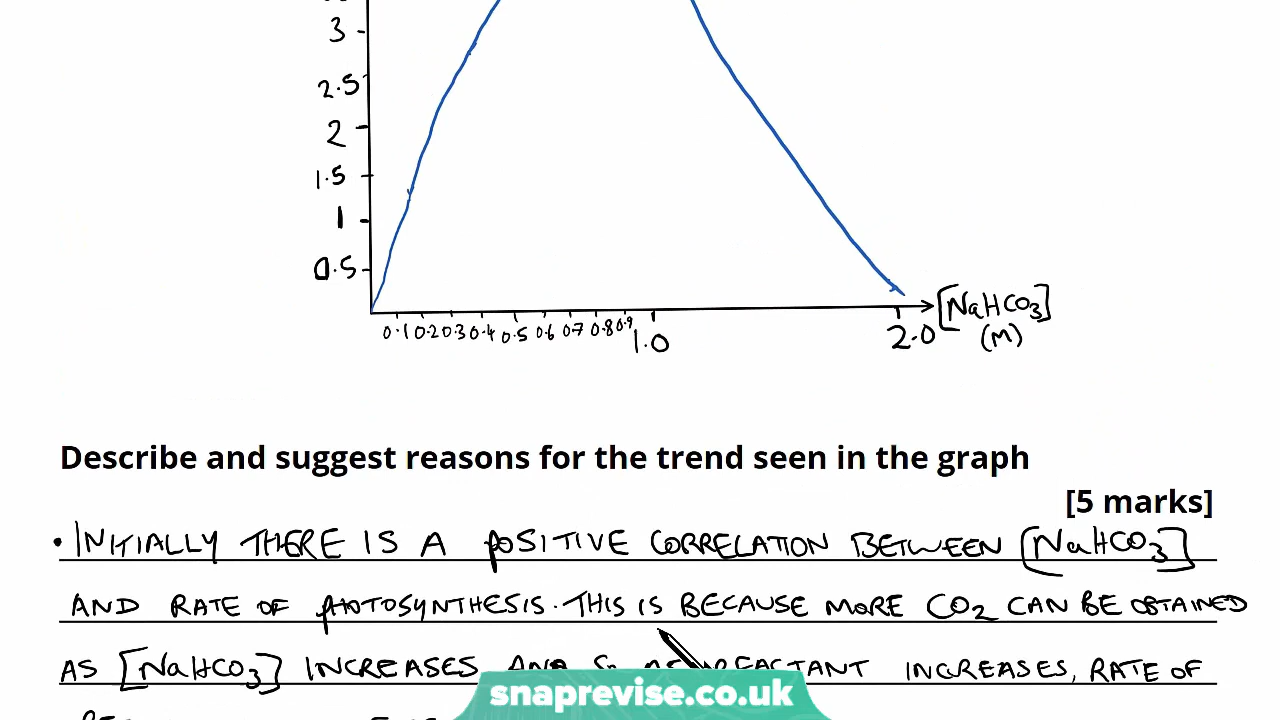 3
2.5
2
1.5
1
0.5
0.1 0.2 0.3 0.4 0.5 0.6 0.7 0.8 0.9 1.0 2.0
[NaHCO3]
(M)
Describe and suggest reasons for the trend seen in the graph
[5 marks]
• INITIALLY THERE IS A POSITIVE CORRELATION BETWEEN [NaHCO3]
AND RATE OF PHOTOSYNTHESIS. THIS IS BECAUSE MORE CO2 CAN BE OBTAINED
AS [NaHCO3] INCREASES AND REACTANT INCREASES, RATE OF
snaprevise.co.uk